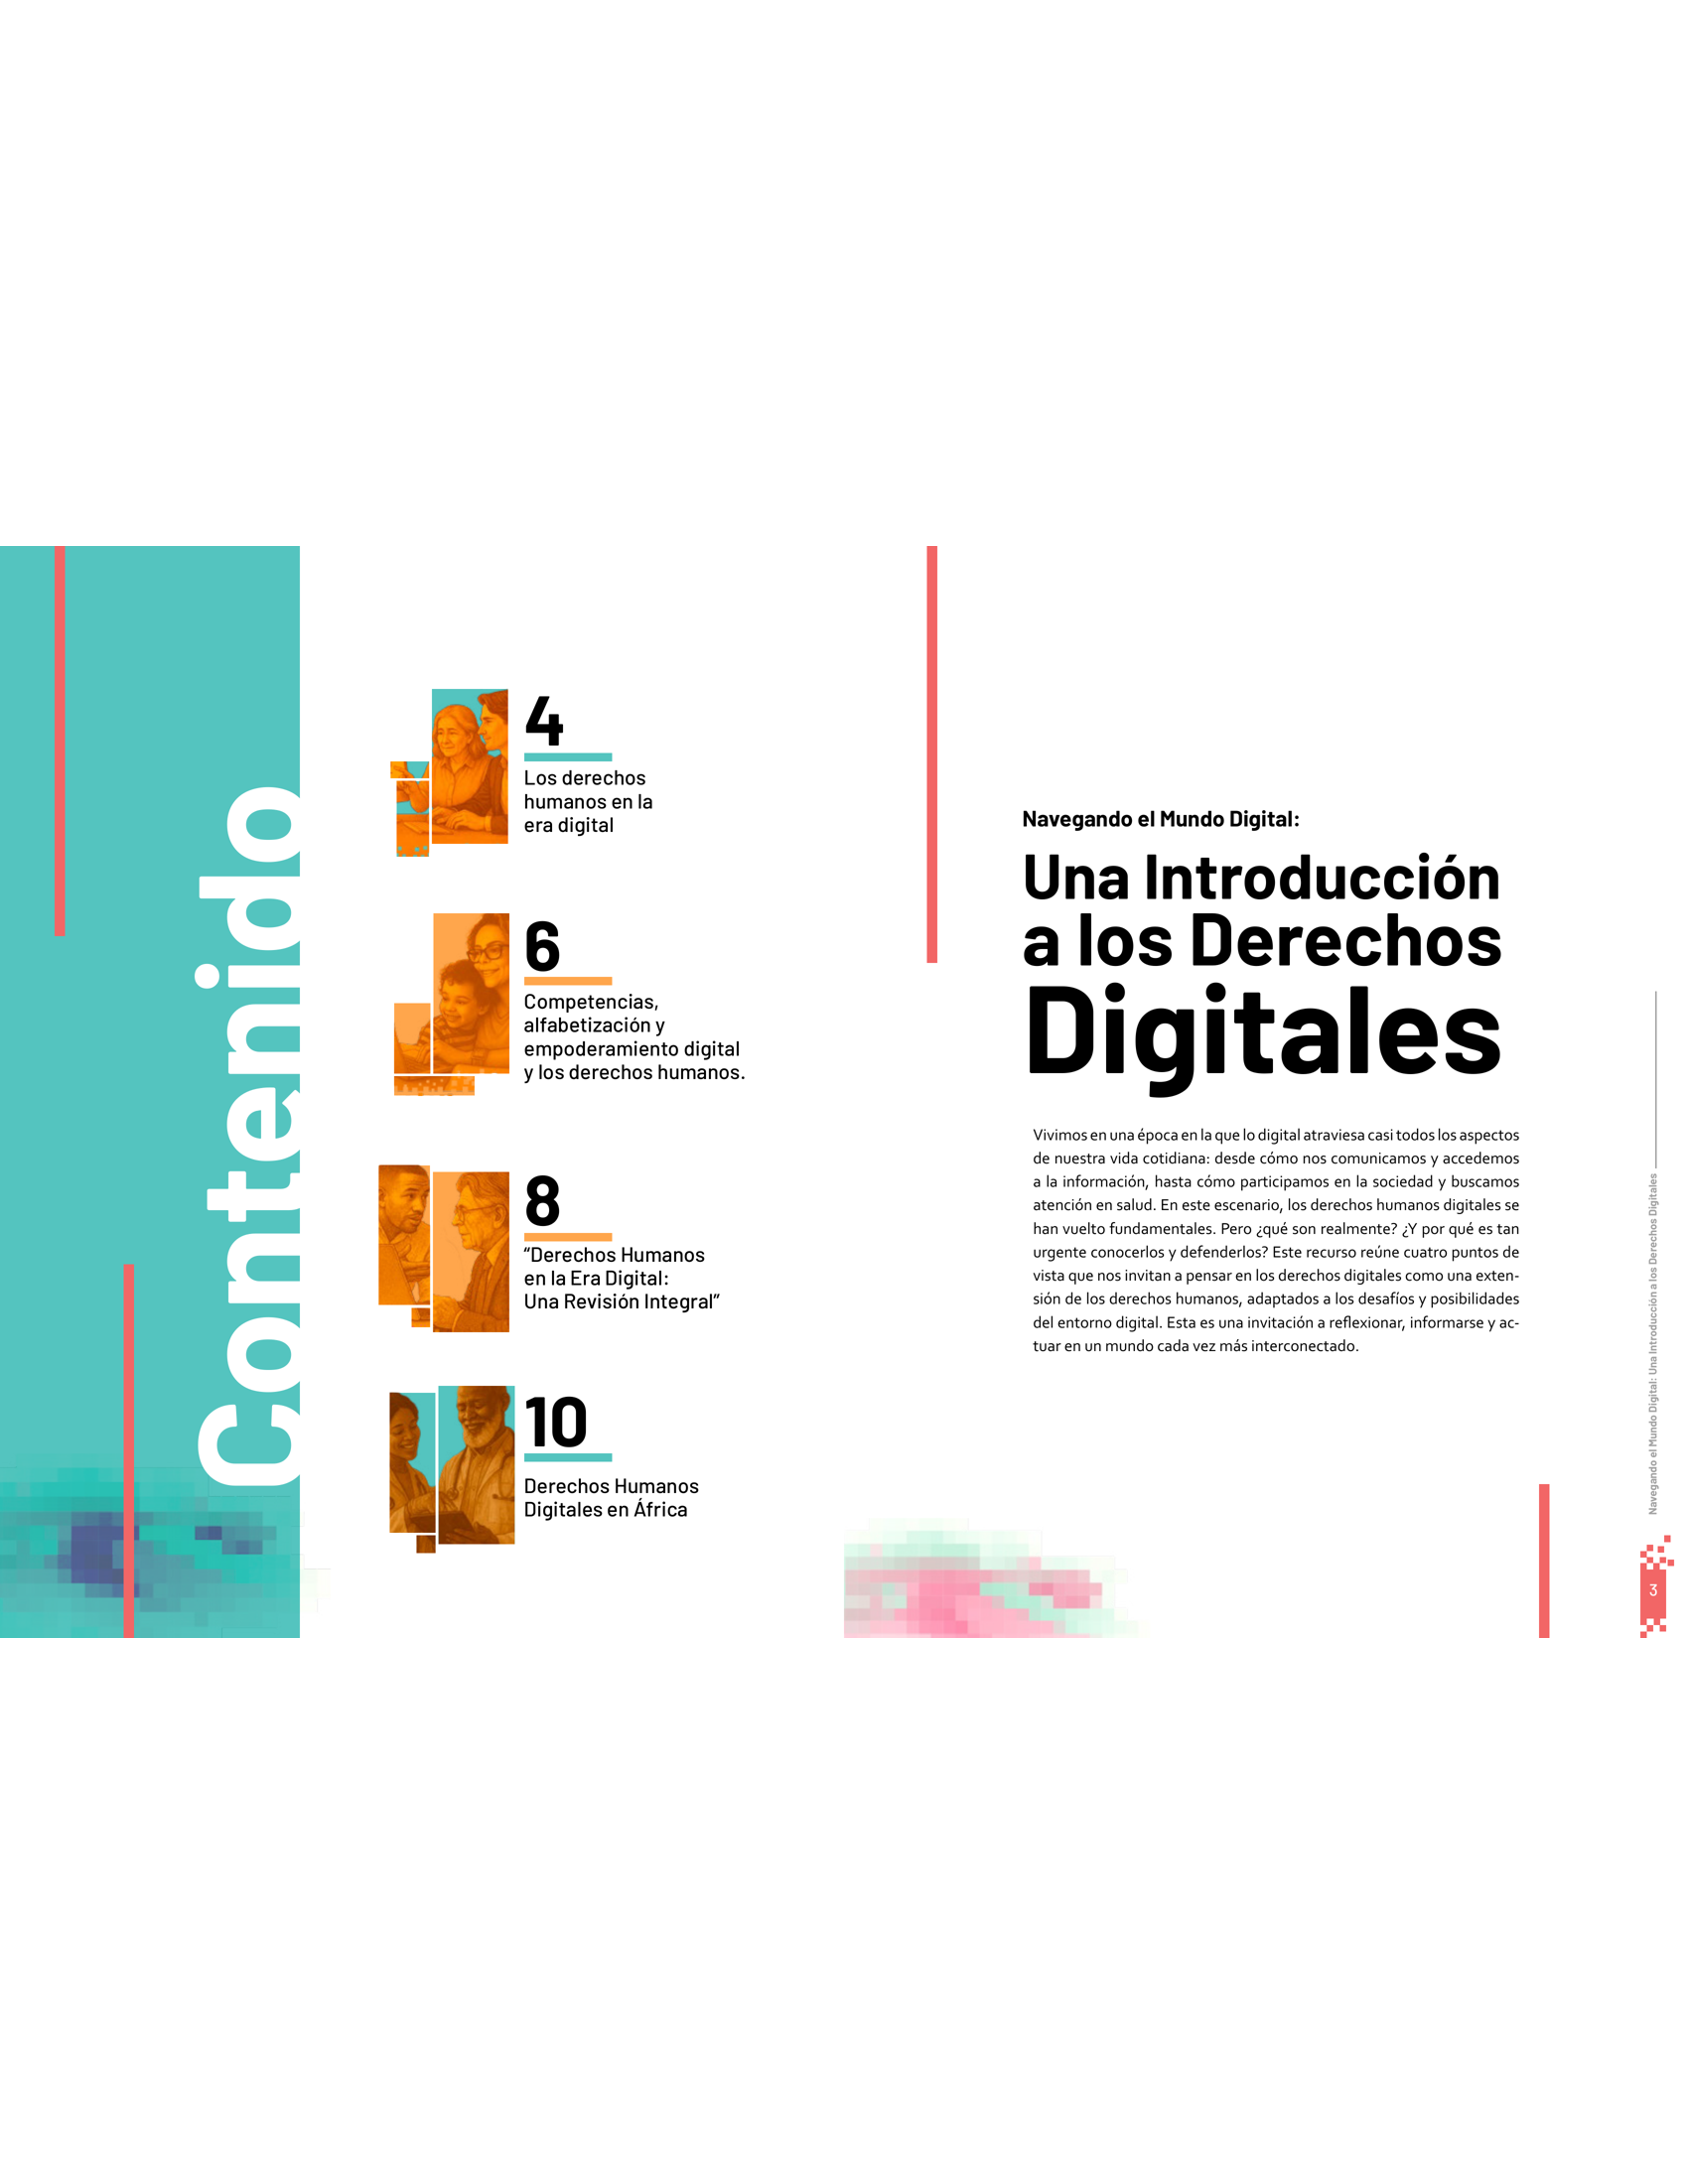 Contenido
4
Los derechos
humanos en la
era digital
6
Competencias,
alfabetización y
empoderamiento digital
y los derechos humanos.
8
“Derechos Humanos
en la Era Digital:
Una Revisión Integral”
10
Derechos Humanos
Digitales en África
Navegando el Mundo Digital:
Una Introducción
a los Derechos
Digitales
Vivimos en una época en la que lo digital atraviesa casi todos los aspectos
de nuestra vida cotidiana: desde cómo nos comunicamos y accedemos
a la información, hasta cómo participamos en la sociedad y buscamos
atención en salud. En este escenario, los derechos humanos digitales se
han vuelto fundamentales. Pero ¿qué son realmente? ¿Y por qué es tan
urgente conocerlos y defenderlos? Este recurso reúne cuatro puntos de
vista que nos invitan a pensar en los derechos digitales como una exten-
sión de los derechos humanos, adaptados a los desafíos y posibilidades
del entorno digital. Esta es una invitación a reflexionar, informarse y ac-
tuar en un mundo cada vez más interconectado.
Navegando el Mundo Digital: Una Introducción a los Derechos Digitales
3